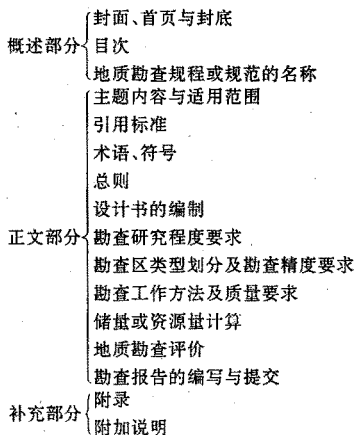 封面、首页与封底
概述部分 目次
地质勘查规程或规范的名称
主题内容与适用范围
引用标准
术语、符号
总则
设计书的编制
正文部分 勘查研究程度要求
勘查区类型划分及勘查精度要求
勘查工作方法及质量要求
储量或资源量计算
地质勘查评价
勘查报告的编写与提交
补充部分 附录
附加说明